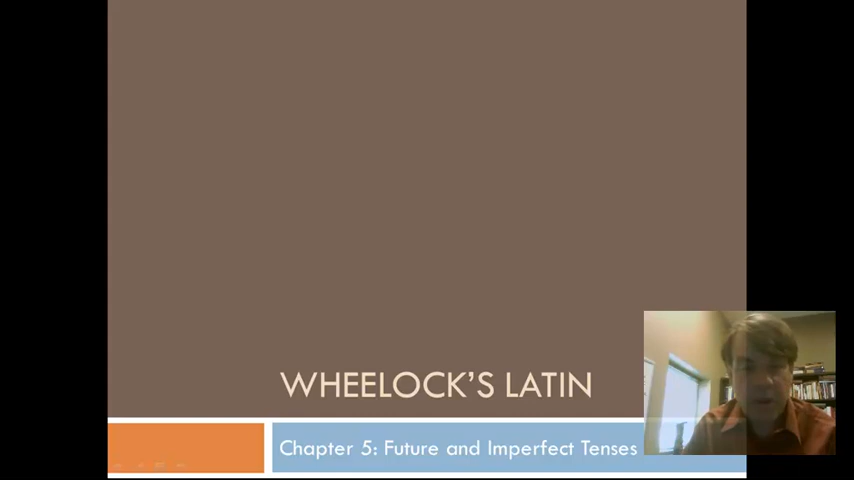 WHEELOCK'S LATIN
Chapter 5: Future and Imperfect Tenses